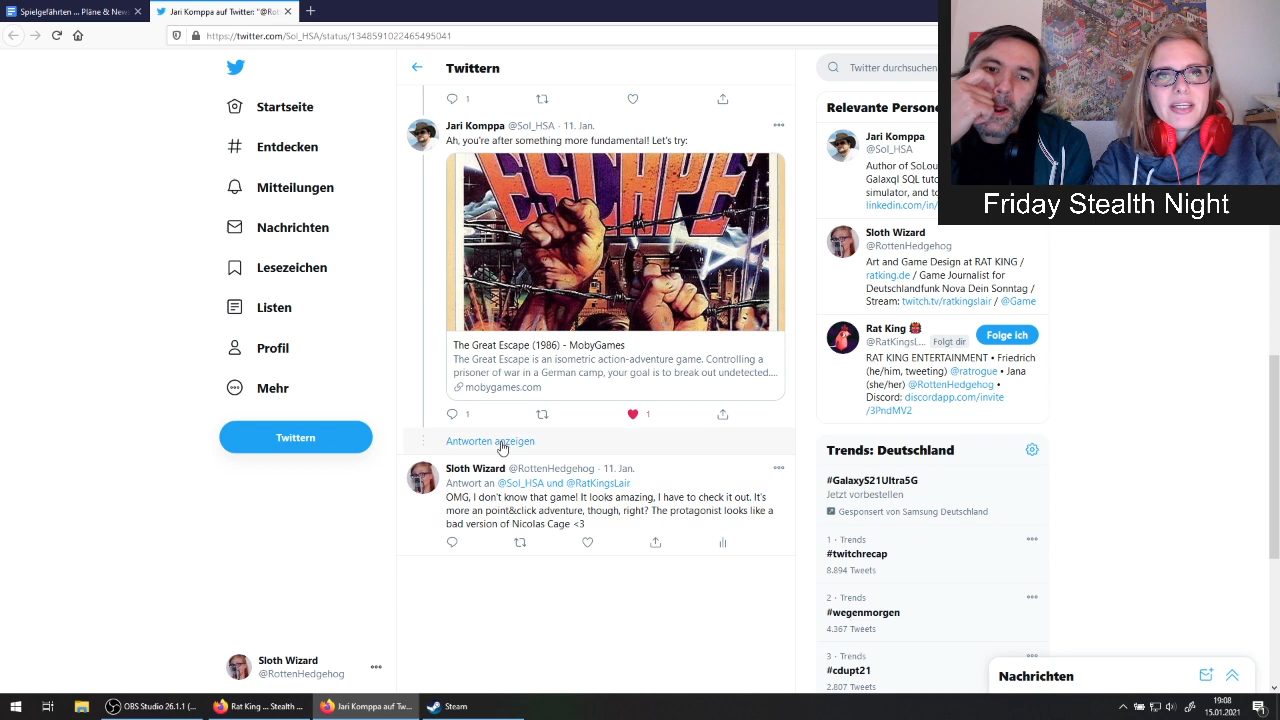 Spielgefährten ... Pläne & Netz
Jari Komppa auf Twitter: "@Rott
https://twitter.com/Sol_HSA/status/1348591022465495041
Startseite
Entdecken
Mitteilungen
Nachrichten
Lesezeichen
Listen
Profil
Mehr
Twittern
Sloth Wizard
@RottenHedgehog
Twittern
1
Jari Komppa @Sol_HSA · 11. Jan.
Ah, you're after something more fundamental! Let's try:
ESCAPE
The Great Escape (1986) - MobyGames
The Great Escape is an isometric action-adventure game. Controlling a
prisoner of war in a German camp, your goal is to break out undetected....
mobygames.com
1 1
Antworten anzeigen
Sloth Wizard @RottenHedgehog · 11. Jan.
Antwort an @Sol_HSA und @RatKingsLair
OMG, I don't know that game! It looks amazing, I have to check it out. It's
more an point&click adventure, though, right? The protagonist looks like a
bad version of Nicolas Cage <3
Twitter durchsuchen
Relevante Persone
Jari Komppa
@Sol_HSA
Author of SoLou
Galaxql SQL tuto
simulator, and to
linkedin.com/in/
Sloth Wizard
@RottenHedgehog
Art and Game Design at RAT KING /
ratking.de / Game Journalist for
Deutschlandfunk Nova Dein Sonntag /
Stream: twitch.tv/ratkingslair / @Game
Rat King
@RatKingsL... Folgt dir
Folge ich
RAT KING ENTERTAINMENT • Friedrich
(he/him, tweeting) @ratrogue • Jana
(she/her) @RottenHedgehog •
Discord: discordapp.com/invite
/3PndMV2
Trends: Deutschland
#GalaxyS21Ultra5G
Jetzt vorbestellen
Gesponsert von Samsung Deutschland
1 · Trends
#twitchrecap
8.894 Tweets
2 · Trends
#wegenmorgen
4.367 Tweets
3 · Trends
#cdupt21
2.807 Tweets
Nachrichten
Friday Stealth Night
OBS Studio 26.1.1 (...
Rat King ... Stealth ...
Jari Komppa auf Tw...
Steam
19:08
15.01.2021